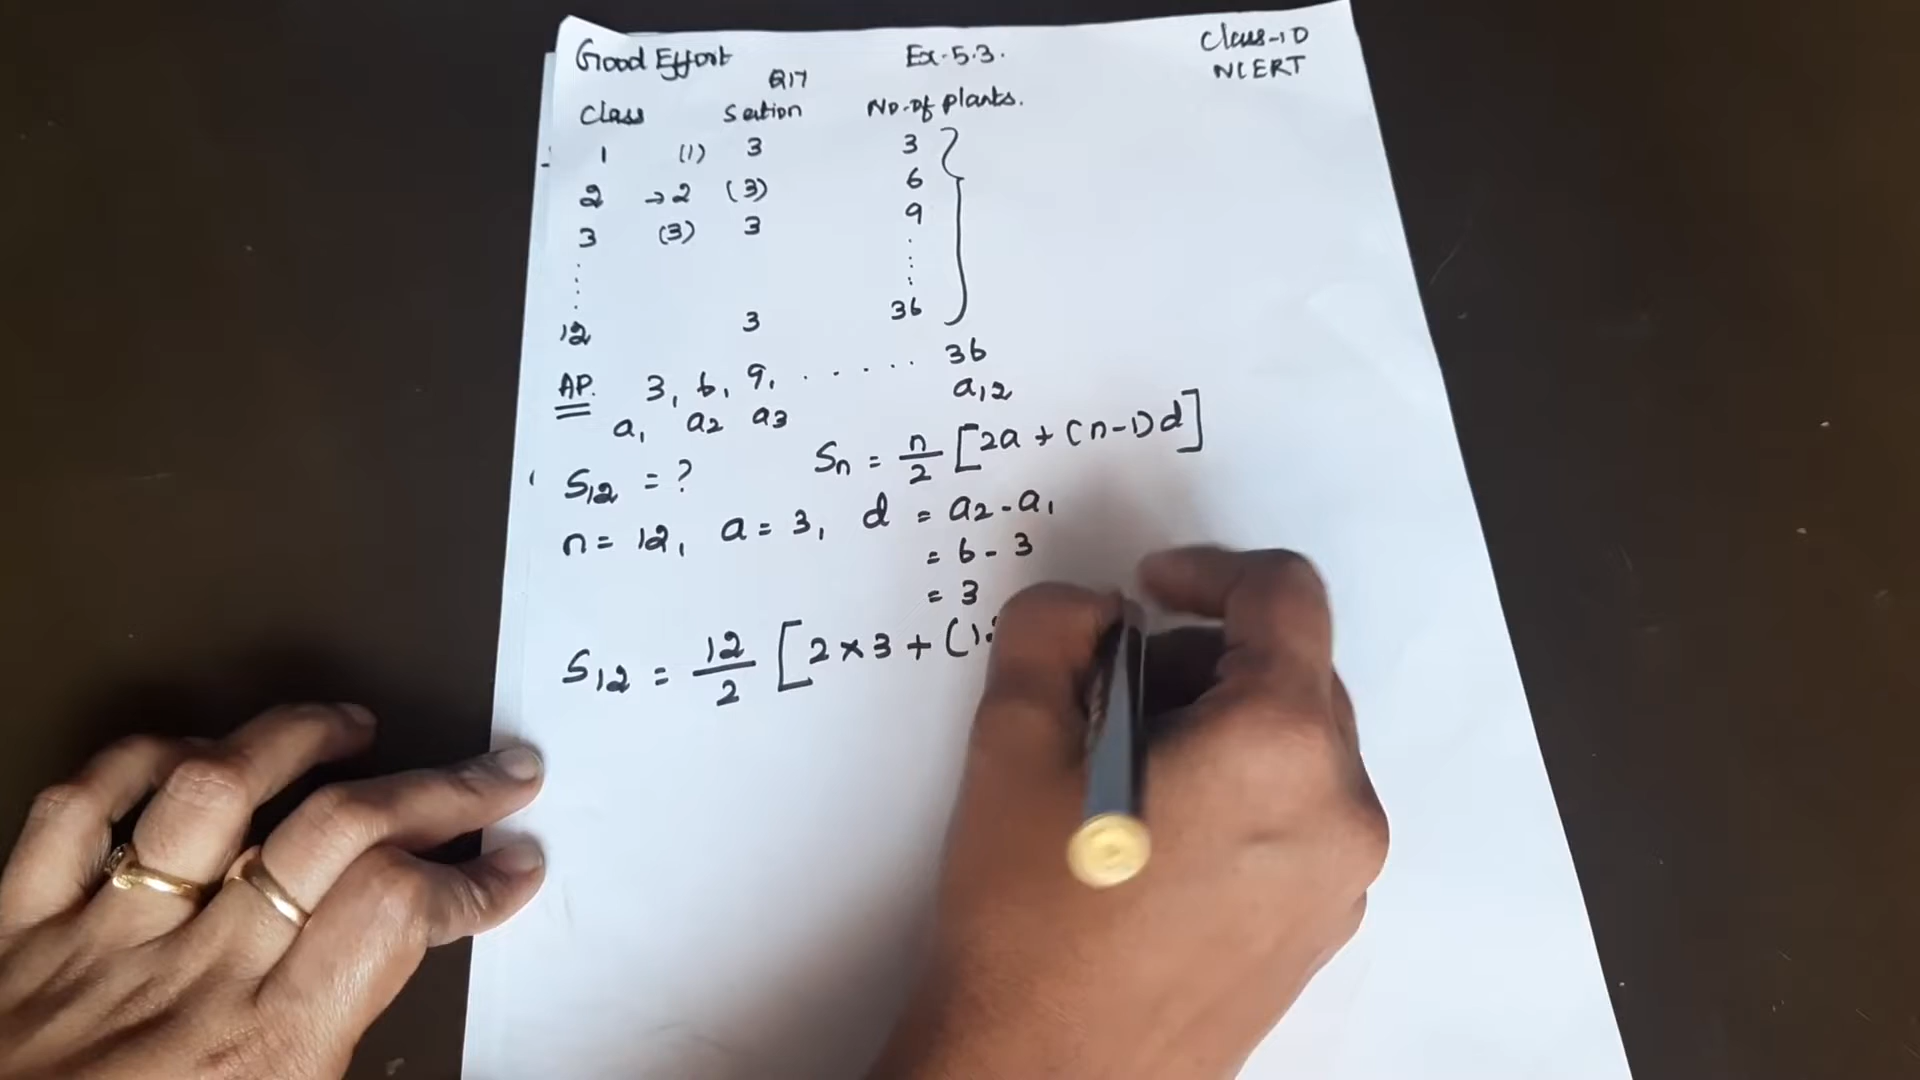 Good Effort Ex. 5.3. Class-10
Q17 NCERT
Class Section No. of plants.
1 (1) 3 3
2 → 2 (3) 6
3 (3) 3 9
12 3 36
AP. 3, 6, 9, ...... 36
a1 a2 a3 a12
S12 = ? Sn = n/2 [2a + (n-1)d]
n = 12, a = 3, d = a2 - a1
= 6 - 3
= 3
S12 = 12/2 [2 × 3 + (12